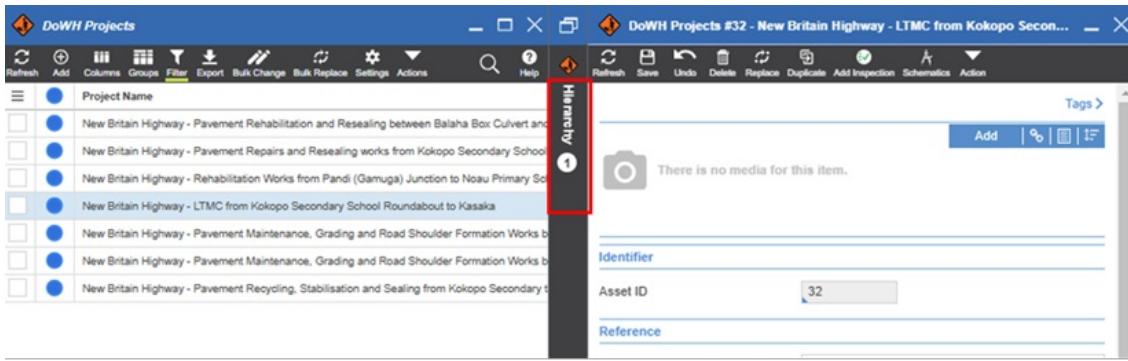 DoWH Projects
Refresh Add Columns Groups Filter Export Bulk Change Bulk Replace Settings Actions Help
Project Name
New Britain Highway - Pavement Rehabilitation and Resealing between Balaha Box Culvert and
New Britain Highway - Pavement Repairs and Resealing works from Kokopo Secondary School
New Britain Highway - Rehabilitation Works from Pandi (Gamuga) Junction to Noau Primary Sch
New Britain Highway - LTMC from Kokopo Secondary School Roundabout to Kasaka
New Britain Highway - Pavement Maintenance, Grading and Road Shoulder Formation Works b
New Britain Highway - Pavement Maintenance, Grading and Road Shoulder Formation Works b
New Britain Highway - Pavement Recycling, Stabilisation and Sealing from Kokopo Secondary t
Hierarchy 1
DoWH Projects #32 - New Britain Highway - LTMC from Kokopo Secon...
Refresh Save Undo Delete Replace Duplicate Add Inspection Schematics Action
Tags >
Add
There is no media for this item.
Identifier
Asset ID 32
Reference